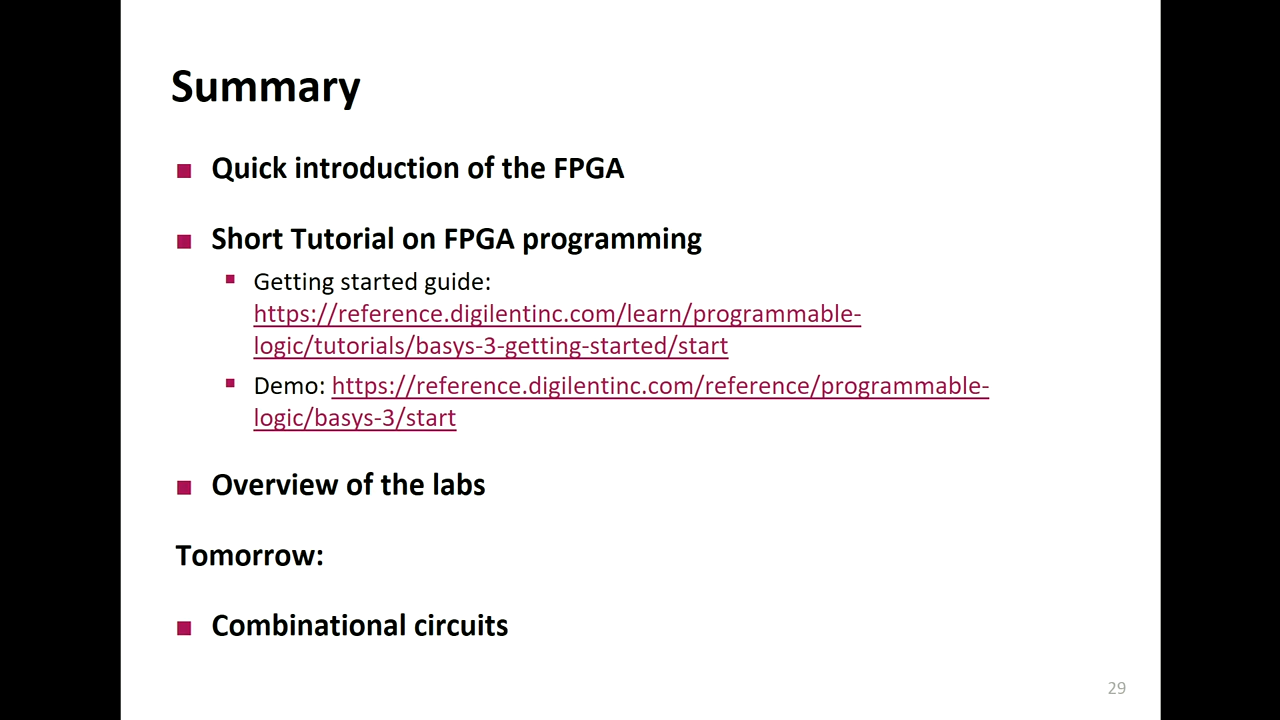 Summary
Quick introduction of the FPGA
Short Tutorial on FPGA programming
Getting started guide:
https://reference.digilentinc.com/learn/programmable-
logic/tutorials/basys-3-getting-started/start
Demo: https://reference.digilentinc.com/reference/programmable-
logic/basys-3/start
Overview of the labs
Tomorrow:
Combinational circuits
29